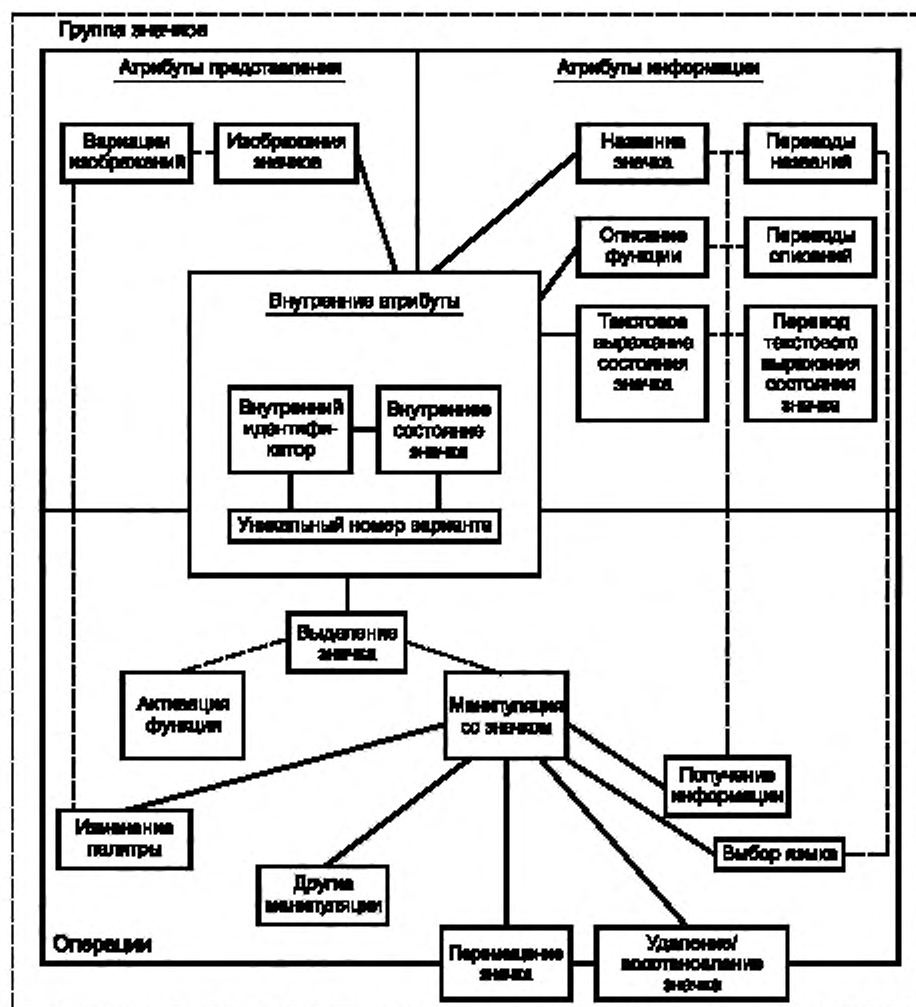 Группа значков
Атрибуты представления
Атрибуты информации
Вариации
изображений
Изображения
значков
Название
значка
Переводы
названий
Описание
функции
Переводы
описаний
Внутренние атрибуты
Текстовое
выражение
состояния
значка
Перевод
текстового
выражения
состояния
значка
Внутренний
идентифи-
катор
Внутреннее
состояние
значка
Уникальный номер варианта
Выделение
значка
Активация
функции
Манипуляция
со значком
Получение
информации
Изменение
палитры
Выбор языка
Другие
манипуляции
Операции
Перемещение
значка
Удаление/
восстановление
значка